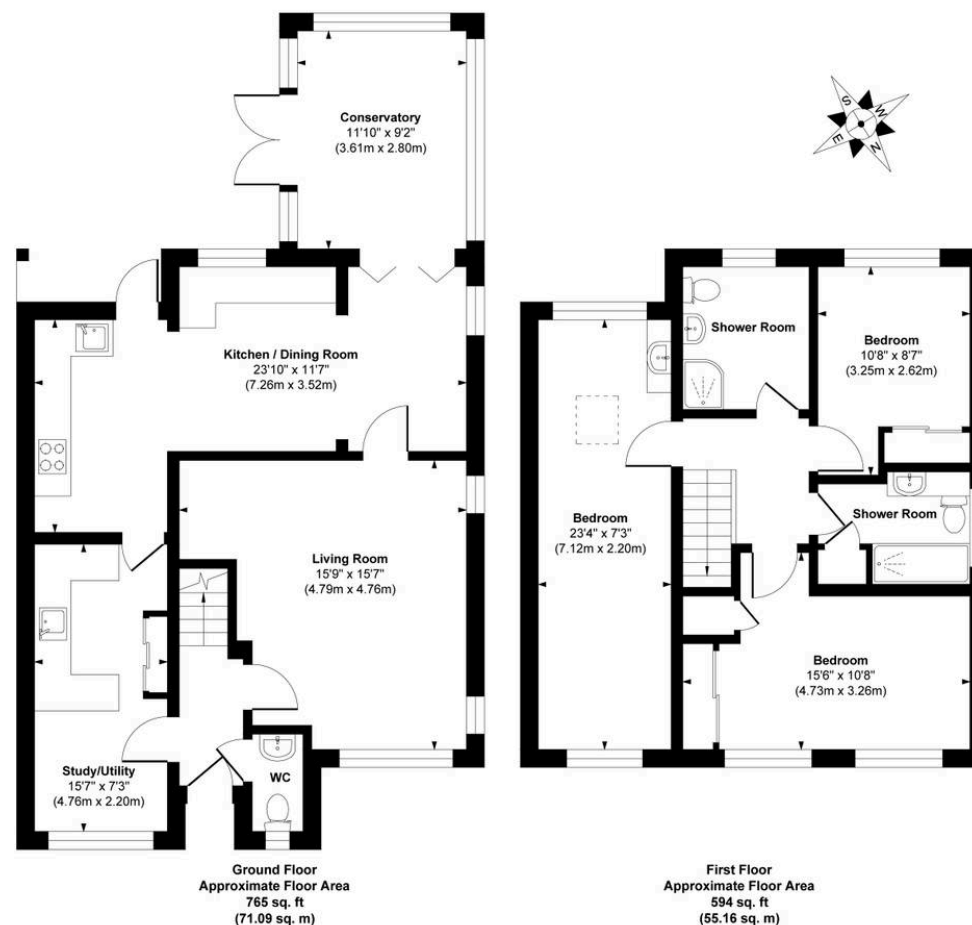 Conservatory
11'10" x 9'2"
(3.61m x 2.80m)
S
W
E
N
Kitchen / Dining Room
23'10" x 11'7"
(7.26m x 3.52m)
Living Room
15'9" x 15'7"
(4.79m x 4.76m)
Study/Utility
15'7" x 7'3"
(4.76m x 2.20m)
WC
Ground Floor
Approximate Floor Area
765 sq. ft
(71.09 sq. m)
Shower Room
Bedroom
10'8" x 8'7"
(3.25m x 2.62m)
Bedroom
23'4" x 7'3"
(7.12m x 2.20m)
Shower Room
Bedroom
15'6" x 10'8"
(4.73m x 3.26m)
First Floor
Approximate Floor Area
594 sq. ft
(55.16 sq. m)